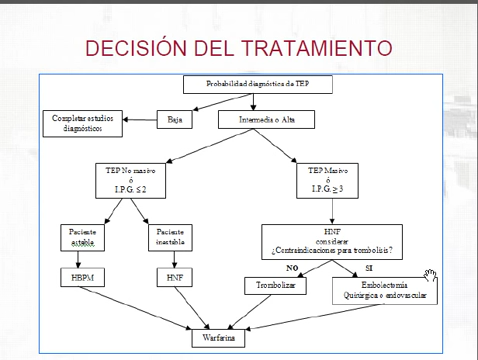 DECISIÓN DEL TRATAMIENTO
Probabilidad diagnóstica de TEP
Completar estudios
diagnósticos
Baja
Intermedia o Alta
TEP No masivo
ó
I.P.G. ≤ 2
TEP Masivo
ó
I.P.G. ≥ 3
Paciente
estable
Paciente
inestable
HNF
considerar
¿Contraindicaciones para trombolisis?
NO
SI
HBPM
HNF
Trombolizar
Embolectomía
Quirúrgica o endovascular
Warfarina